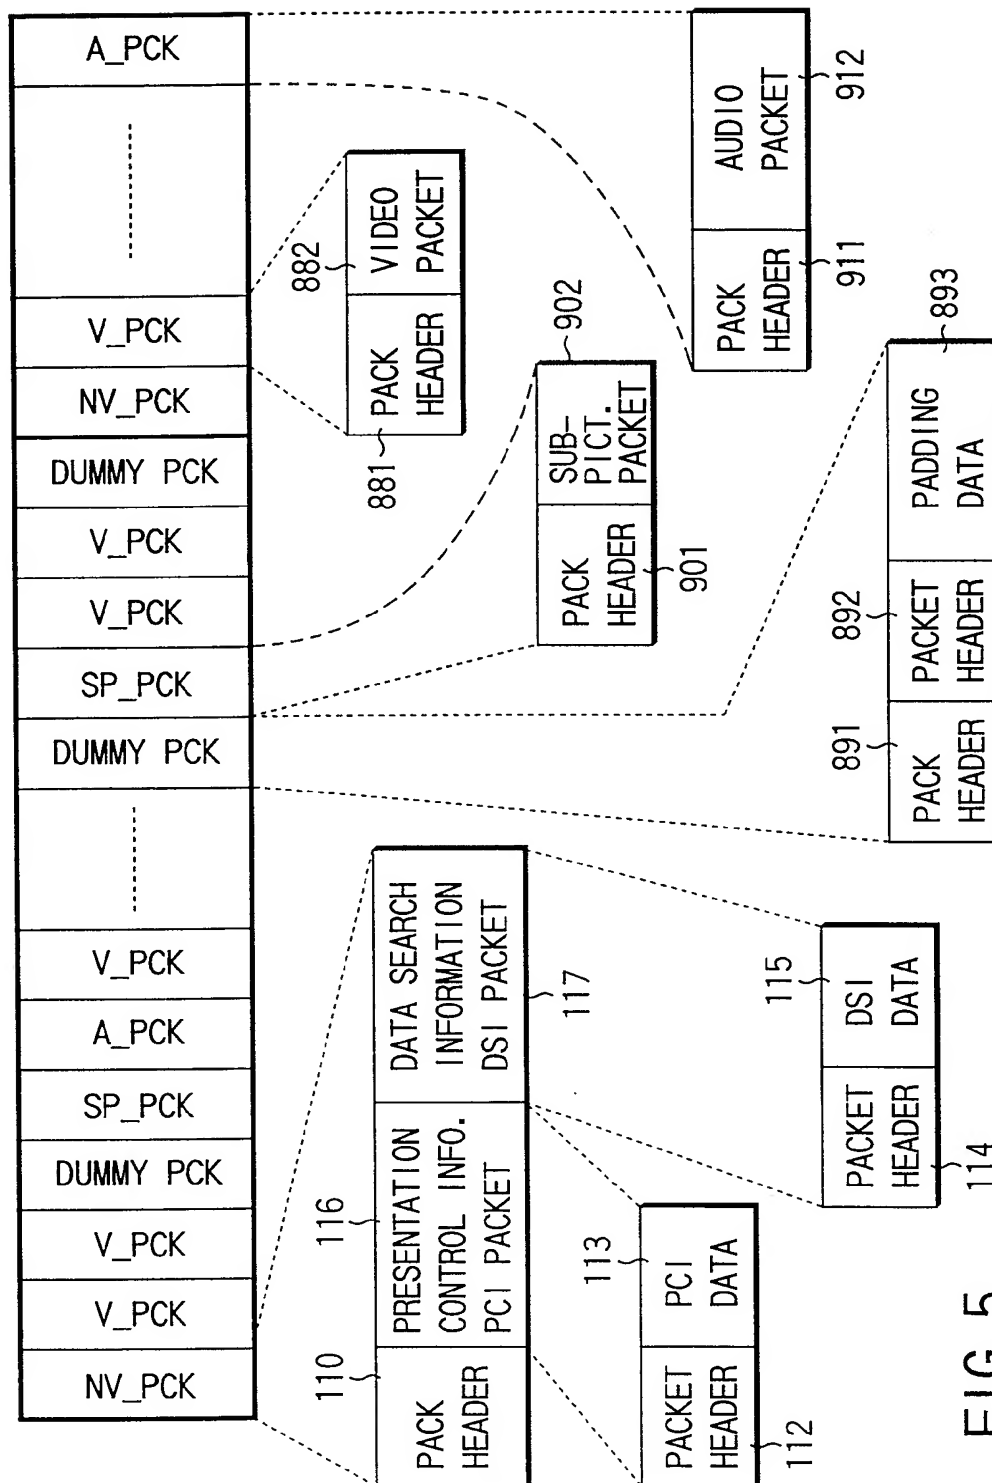 NV_PCK
V_PCK
V_PCK
DUMMY PCK
SP_PCK
A_PCK
V_PCK
DUMMY PCK
SP_PCK
V_PCK
V_PCK
DUMMY PCK
NV_PCK
V_PCK
A_PCK
110
116
PACK
HEADER
PRESENTATION
CONTROL INFO.
PCI PACKET
DATA SEARCH
INFORMATION
DSI PACKET
117
881
882
PACK
HEADER
VIDEO
PACKET
PACK
HEADER
901
SUB-
PICT.
PACKET
902
113
PACKET
HEADER
112
PCI
DATA
PACK
HEADER
911
AUDIO
PACKET
912
115
PACKET
HEADER
114
DSI
DATA
891
892
893
PACK
HEADER
PACKET
HEADER
PADDING
DATA
FIG. 5